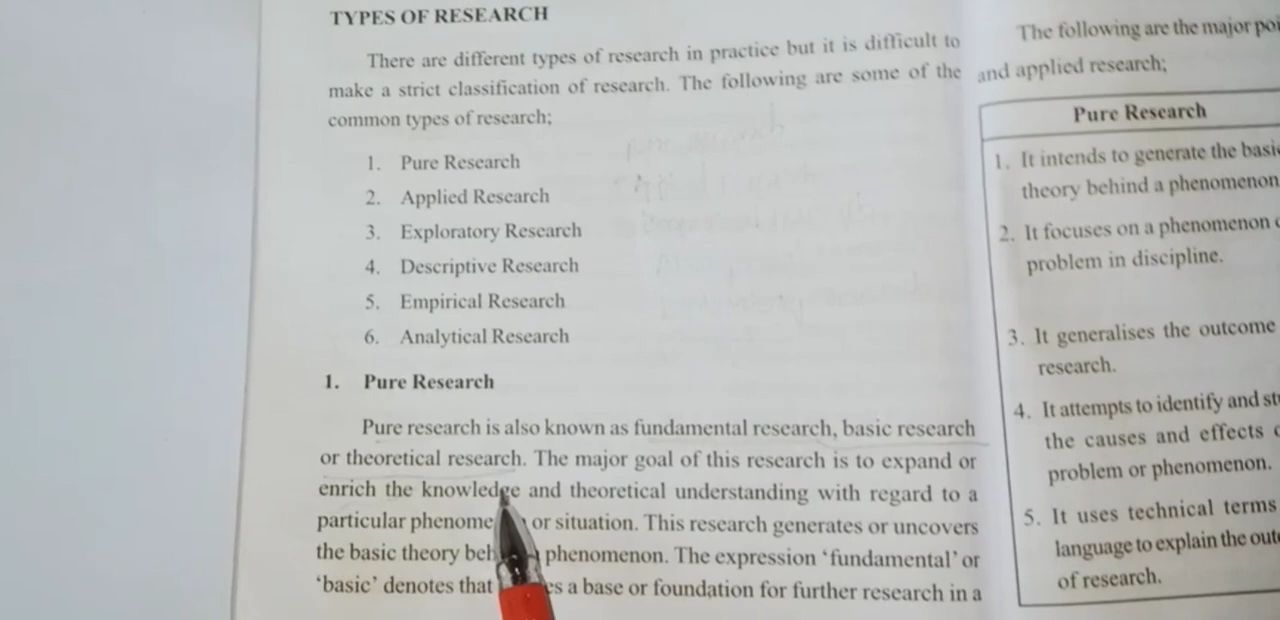 TYPES OF RESEARCH
There are different types of research in practice but it is difficult to
make a strict classification of research. The following are some of the
common types of research;
1. Pure Research
2. Applied Research
3. Exploratory Research
4. Descriptive Research
5. Empirical Research
6. Analytical Research
1. Pure Research
Pure research is also known as fundamental research, basic research
or theoretical research. The major goal of this research is to expand or
enrich the knowledge and theoretical understanding with regard to a
particular phenome or situation. This research generates or uncovers
the basic theory beh phenomenon. The expression ‘fundamental’ or
‘basic’ denotes that es a base or foundation for further research in a
The following are the major
and applied research;
Pure Research
1. It intends to generate the
theory behind a phenomenon
2. It focuses on a phenomenon
problem in discipline.
3. It generalises the outcome
research.
4. It attempts to identify and
the causes and effects
problem or phenomenon.
5. It uses technical terms
language to explain the
of research.